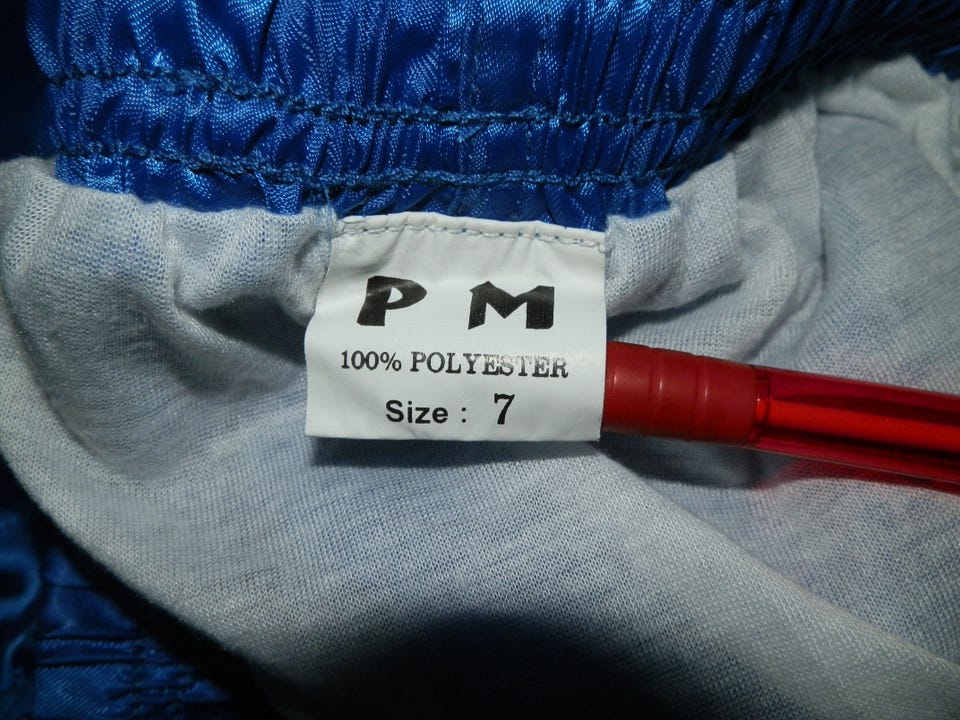 P M
100% POLYESTER
Size : 7